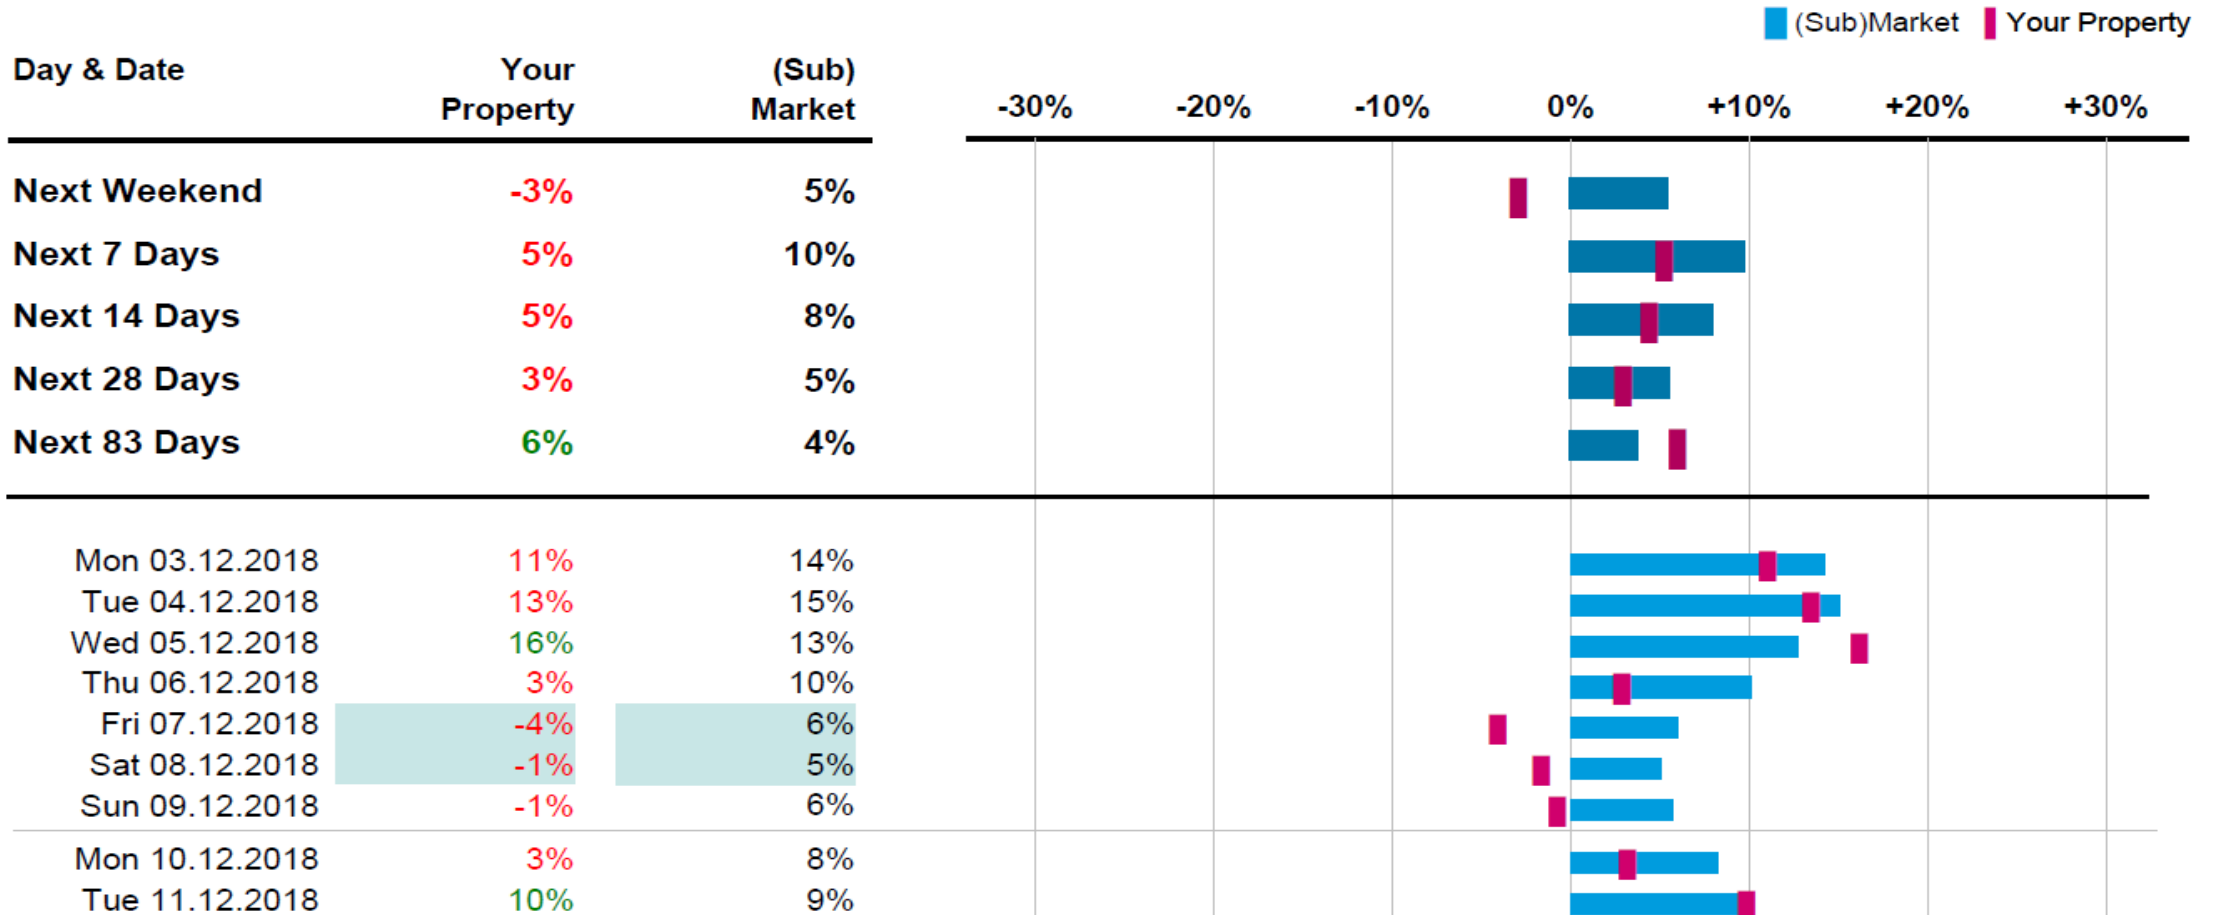 (Sub)Market Your Property
Day & Date Your Property (Sub) Market
-30% -20% -10% 0% +10% +20% +30%
Next Weekend -3% 5%
Next 7 Days 5% 10%
Next 14 Days 5% 8%
Next 28 Days 3% 5%
Next 83 Days 6% 4%
Mon 03.12.2018 11% 14%
Tue 04.12.2018 13% 15%
Wed 05.12.2018 16% 13%
Thu 06.12.2018 3% 10%
Fri 07.12.2018 -4% 6%
Sat 08.12.2018 -1% 5%
Sun 09.12.2018 -1% 6%
Mon 10.12.2018 3% 8%
Tue 11.12.2018 10% 9%